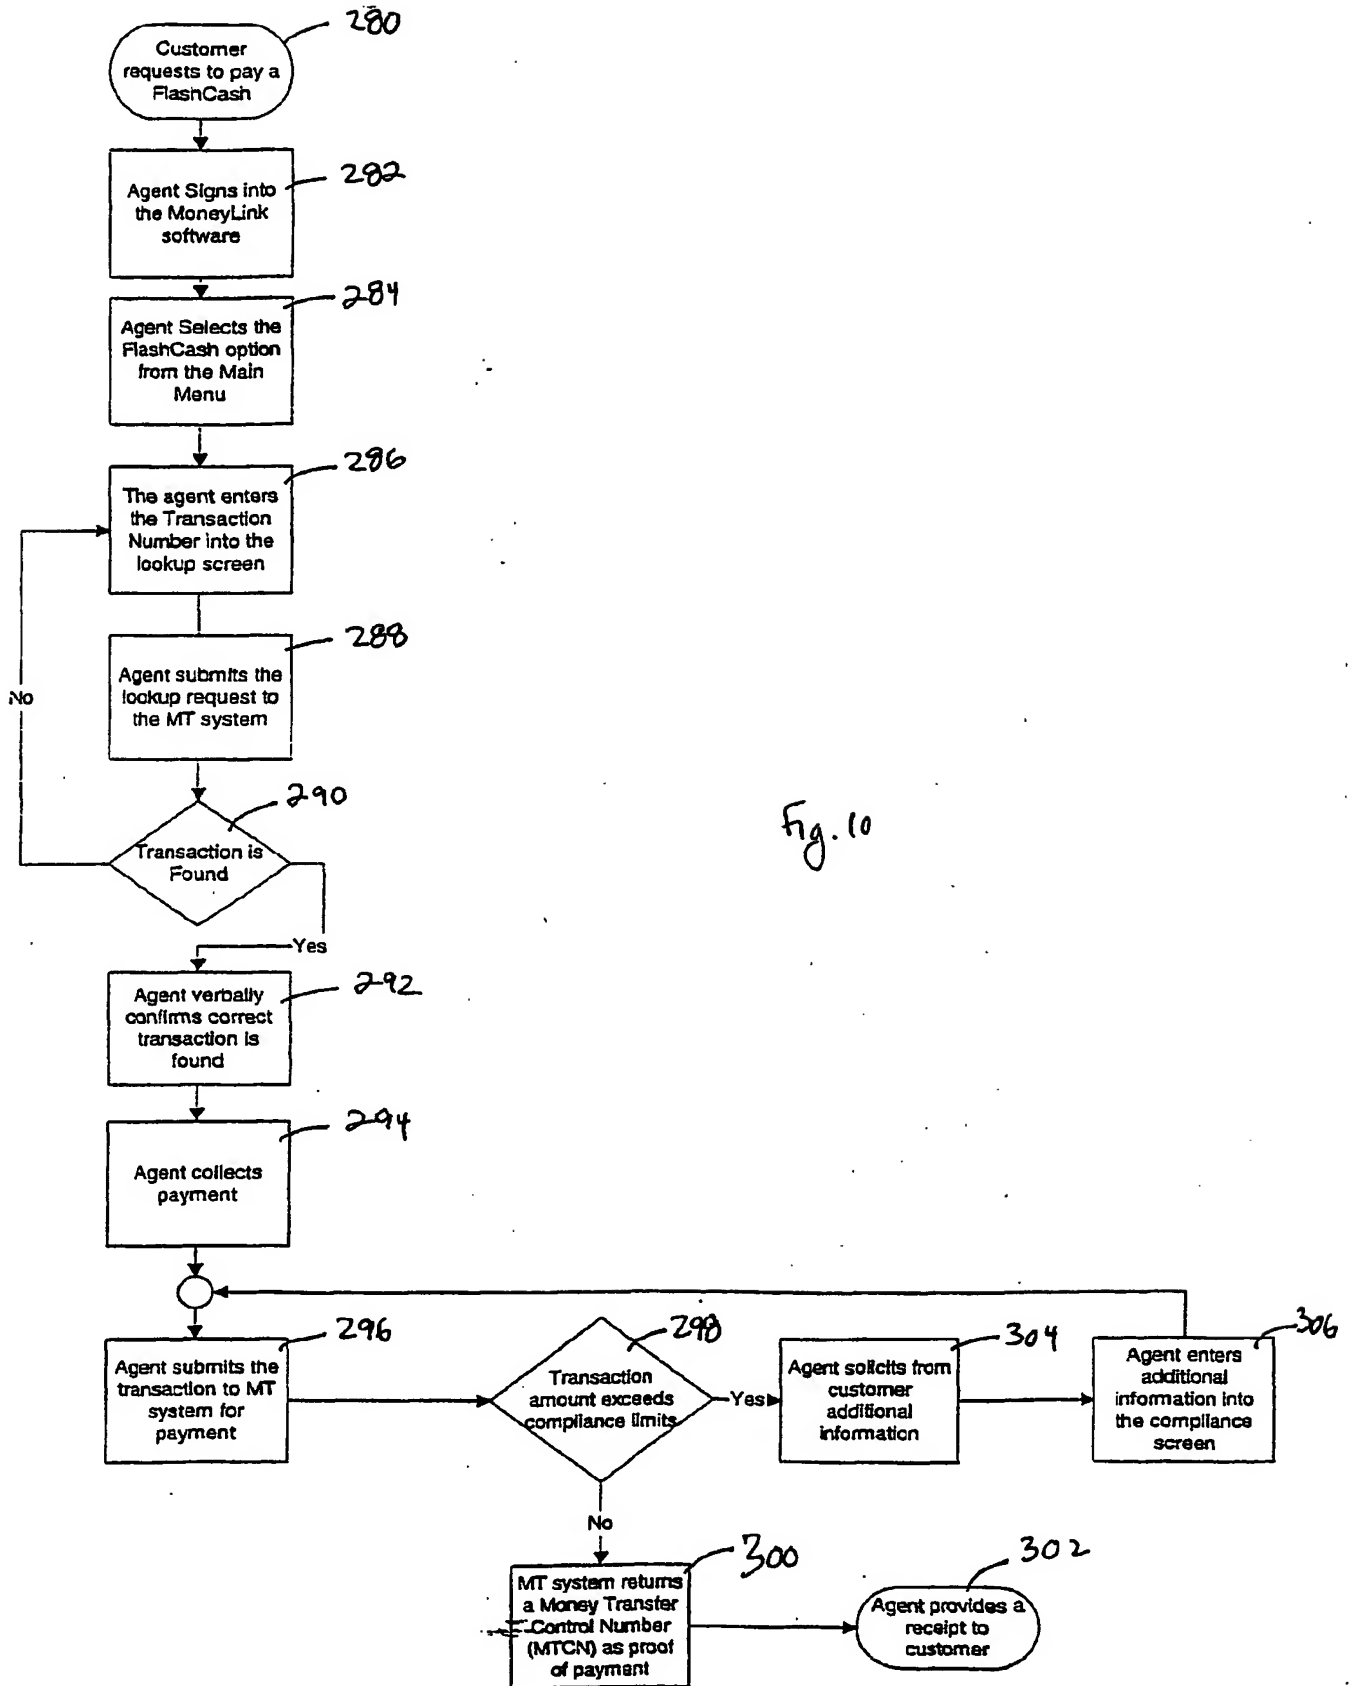 280
Customer
requests to pay a
FlashCash
282
Agent Signs into
the MoneyLink
software
284
Agent Selects the
FlashCash option
from the Main
Menu
286
The agent enters
the Transaction
Number into the
lookup screen
288
Agent submits the
lookup request to
the MT system
No
290
Transaction is
Found
Fig. 10
Yes
292
Agent verbally
confirms correct
transaction is
found
294
Agent collects
payment
296
Agent submits the
transaction to MT
system for
payment
298
Transaction
amount exceeds
compliance limits
Yes
304
Agent solicits from
customer
additional
information
306
Agent enters
additional
information into
the compliance
screen
No
300
MT system returns
a Money Transfer
Control Number
(MTCN) as proof
of payment
302
Agent provides a
receipt to
customer